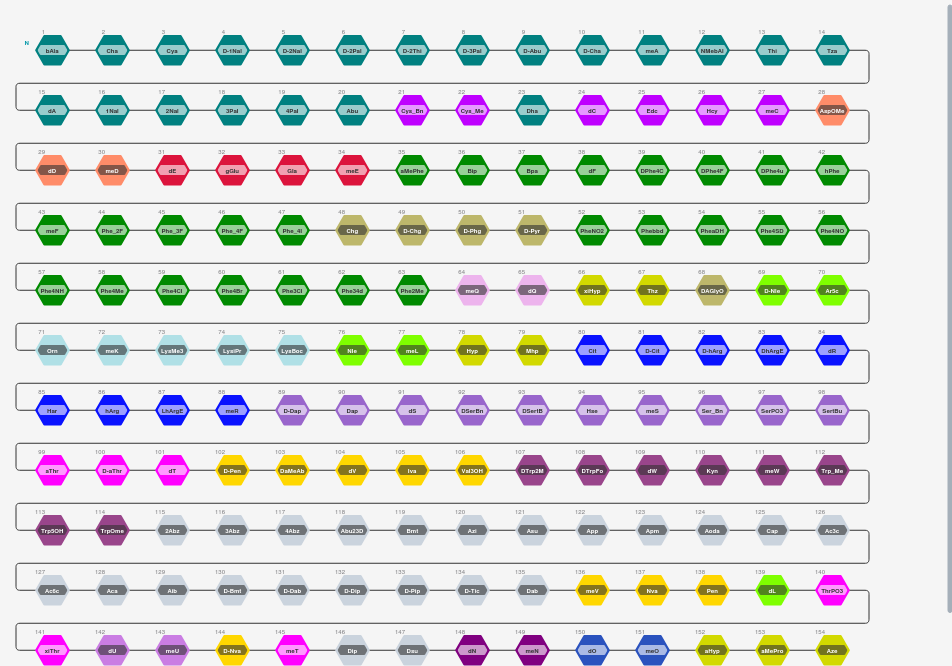 1 2 3 4 5 6 7 8 9 10 11 12 13 14
N bAla Cha Cya D-1Nal D-2Nal D-2Pal D-2Thi D-3Pal D-Abu D-Cha meA NMebAl Thi Tza
15 16 17 18 19 20 21 22 23 24 25 26 27 28
dA 1Nal 2Nal 3Pal 4Pal Abu Cys_Bn Cys_Me Dha dC Edc Hcy meC AspOMe
29 30 31 32 33 34 35 36 37 38 39 40 41 42
dD meD dE gGlu Gla meE aMePhe Bip Bpa dF DPhe4C DPhe4F DPhe4u hPhe
43 44 45 46 47 48 49 50 51 52 53 54 55 56
meF Phe_2F Phe_3F Phe_4F Phe_4I Chg D-Chg D-Phg D-Pyr PheNO2 Phebbd PheaDH Phe4SD Phe4NO
57 58 59 60 61 62 63 64 65 66 67 68 69 70
Phe4NH Phe4Me Phe4Cl Phe4Br Phe3Cl Phe34d Phe2Me meQ dQ xiHyp Thz DAGlyO D-Nle Ar5c
71 72 73 74 75 76 77 78 79 80 81 82 83 84
Orn meK LysMe3 LysiPr LysBoc Nle meL Hyp Mhp Cit D-Cit D-hArg DhArgE dR
85 86 87 88 89 90 91 92 93 94 95 96 97 98
Har hArg LhArgE meR D-Dap Dap dS DSerBn DSertB Hse meS Ser_Bn SerPO3 SertBu
99 100 101 102 103 104 105 106 107 108 109 110 111 112
aThr D-aThr dT D-Pen DaMeAb dV Iva Val3OH DTrp2M DTrpFo dW Kyn meW Trp_Me
113 114 115 116 117 118 119 120 121 122 123 124 125 126
Trp5OH TrpOme 2Abz 3Abz 4Abz Abu23D Bmt Azt Asu App Apm Aoda Cap Ac3c
127 128 129 130 131 132 133 134 135 136 137 138 139 140
Ac6c Aca Aib D-Bmt D-Dab D-Dip D-Pip D-Tic Dab meV Nva Pen dL ThrPO3
141 142 143 144 145 146 147 148 149 150 151 152 153 154
xiThr dU meU D-Nva meT Dip Dsu dN meN dO meO aHyp aMePro Aze